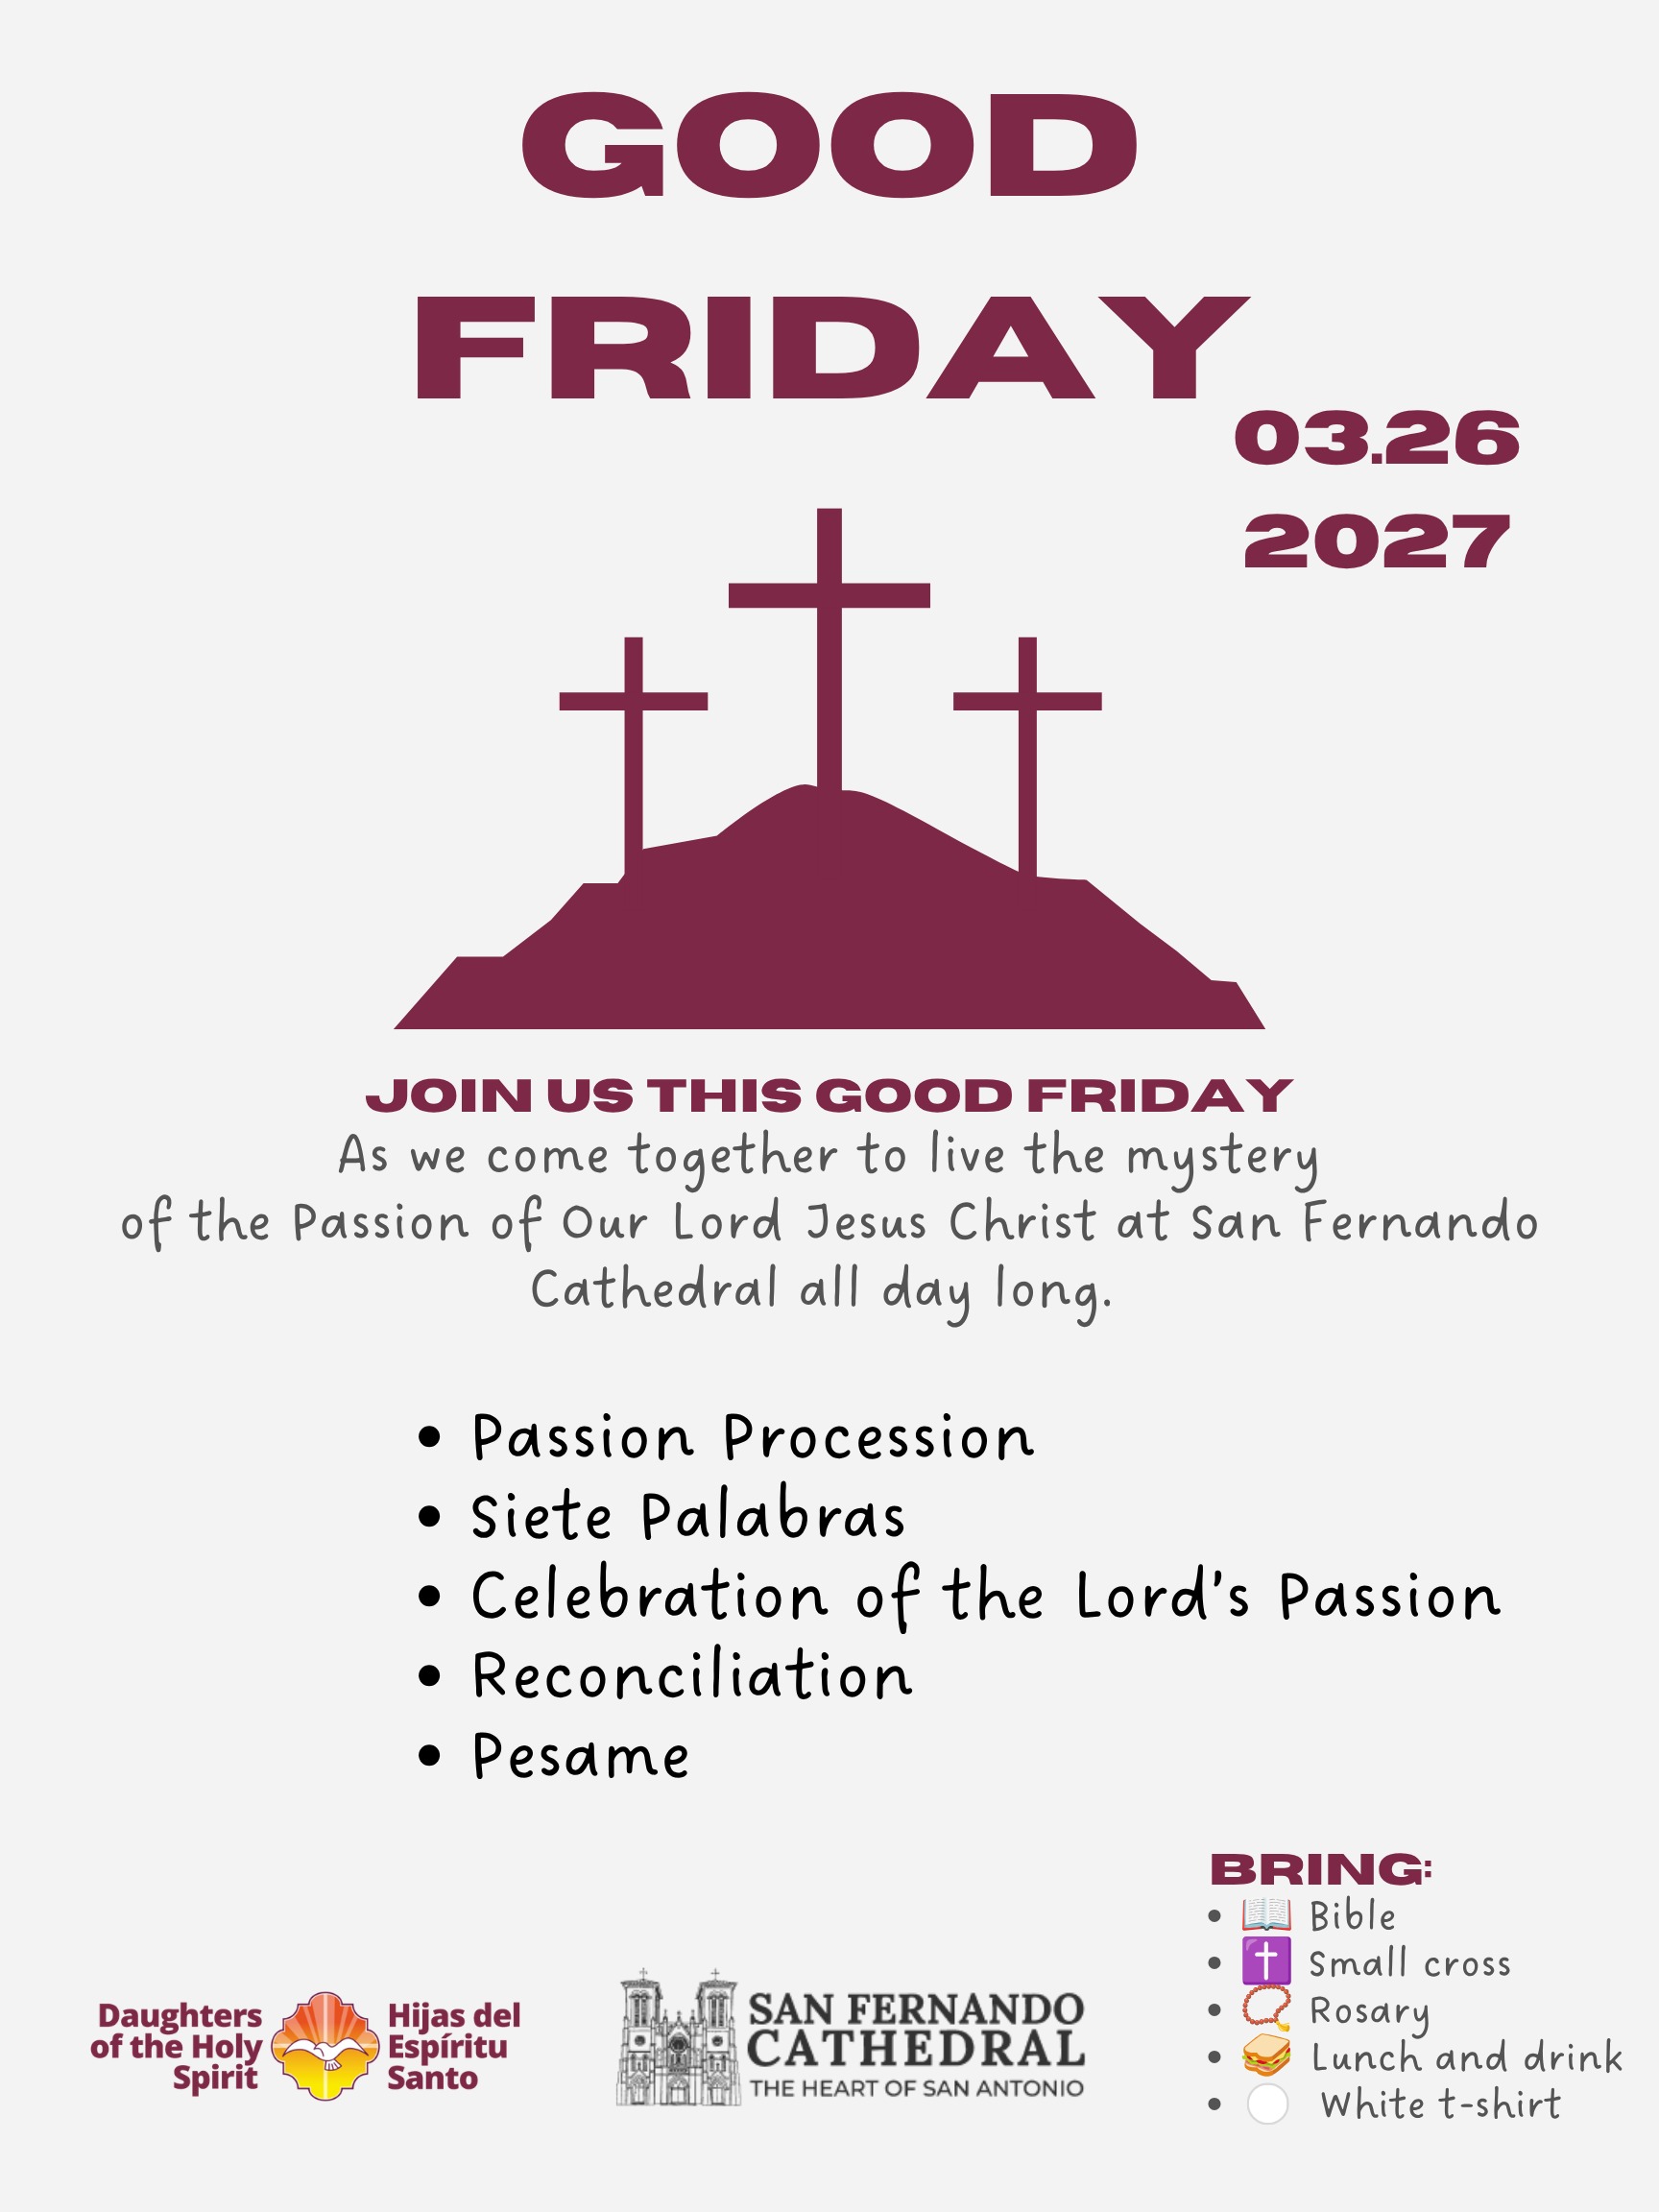 GOOD
FRIDAY
03.26
2027
JOIN US THIS GOOD FRIDAY
As we come together to live the mystery
of the Passion of Our Lord Jesus Christ at San Fernando
Cathedral all day long.
• Passion Procession
• Siete Palabras
• Celebration of the Lord's Passion
• Reconciliation
• Pesame
BRING:
• 📖 Bible
• ✝️ Small cross
• 📿 Rosary
• 🥪 Lunch and drink
• ⚪ White t-shirt
Daughters
of the Holy
Spirit
Hijas del
Espíritu
Santo
SAN FERNANDO
CATHEDRAL
THE HEART OF SAN ANTONIO